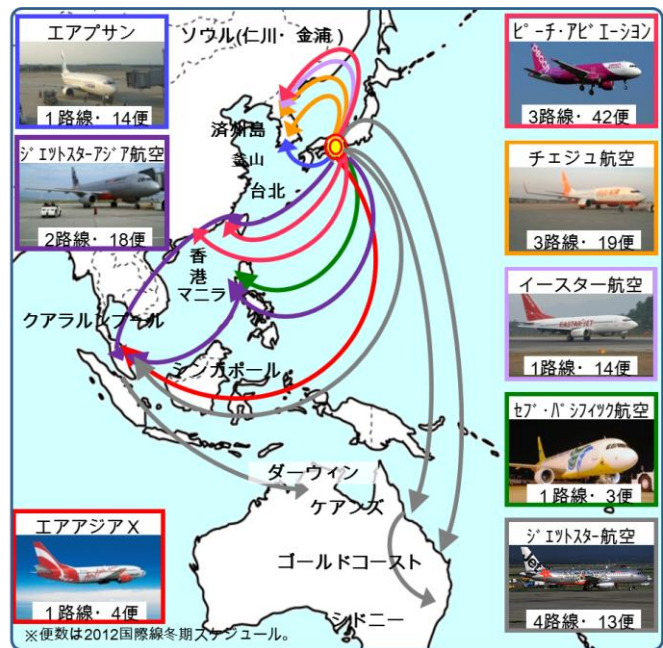 エアプサン
1路線・14便
ジェットスターアジア航空
2路線・18便
ソウル(仁川・金浦)
済州島
釜山
台北
香港
マニラ
クアラルンプール
シンガポール
ダーウィン
ケアンズ
ゴールドコースト
シドニー
ピーチ・アビエーション
3路線・42便
チェジュ航空
3路線・19便
イースター航空
1路線・14便
セブ・パシフィック航空
1路線・3便
ジェットスター航空
4路線・13便
エアアジアX
1路線・4便
※便数は2012国際線冬期スケジュール。